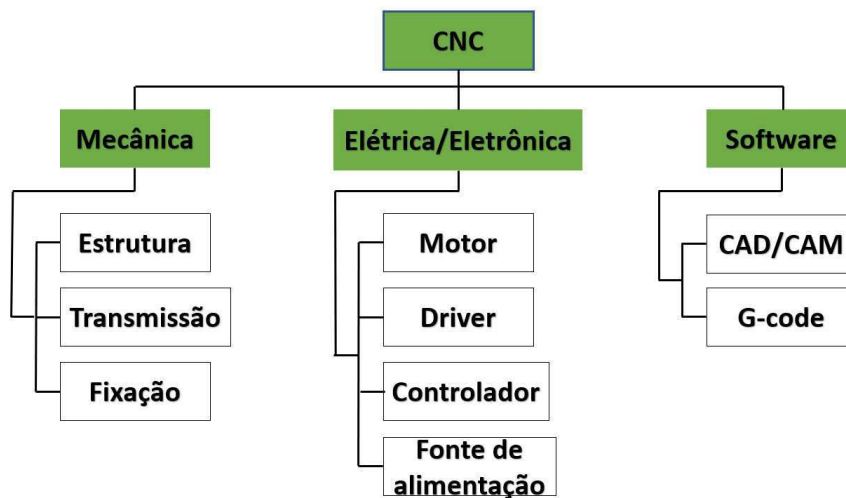 CNC
Mecânica
Elétrica/Eletrônica
Software
Estrutura
Transmissão
Fixação
Motor
Driver
Controlador
Fonte de
alimentação
CAD/CAM
G-code